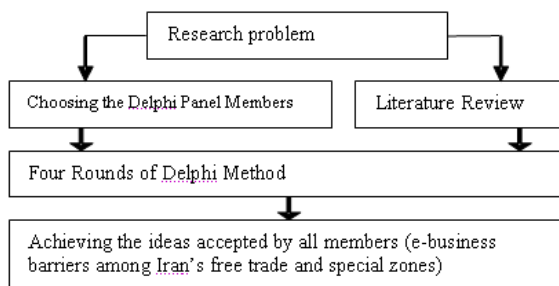 Research problem
Choosing the Delphi Panel Members
Literature Review
Four Rounds of Delphi Method
Achieving the ideas accepted by all members (e-business
barriers among Iran's free trade and special zones)